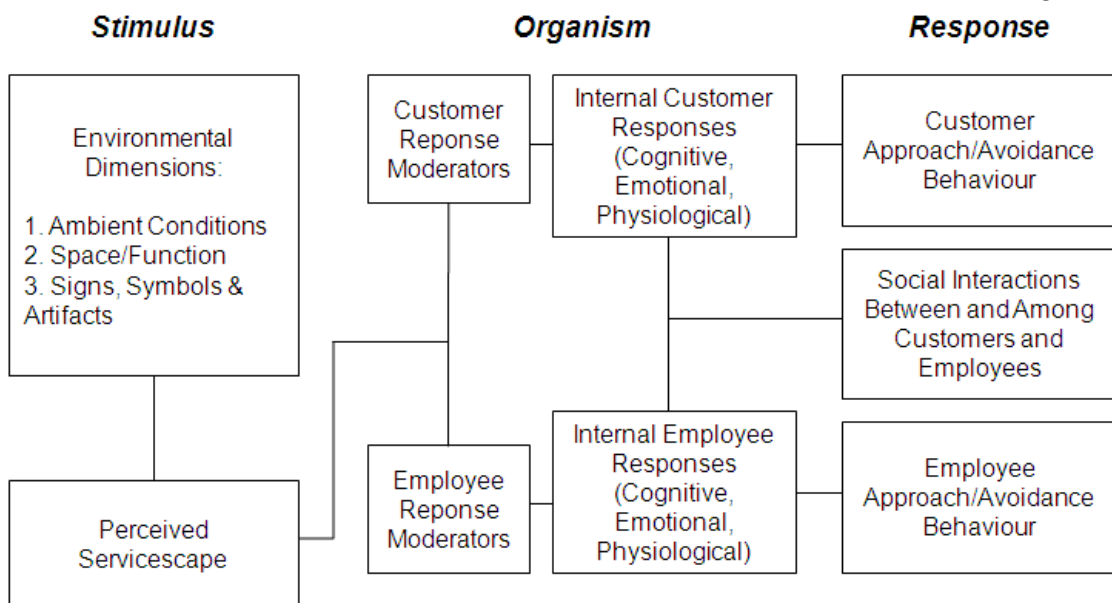 Stimulus
Organism
Response
Environmental
Dimensions:
1. Ambient Conditions
2. Space/Function
3. Signs, Symbols &
Artifacts
Perceived
Servicescape
Customer
Reponse
Moderators
Employee
Reponse
Moderators
Internal Customer
Responses
(Cognitive,
Emotional,
Physiological)
Internal Employee
Responses
(Cognitive,
Emotional,
Physiological)
Customer
Approach/Avoidance
Behaviour
Social Interactions
Between and Among
Customers and
Employees
Employee
Approach/Avoidance
Behaviour